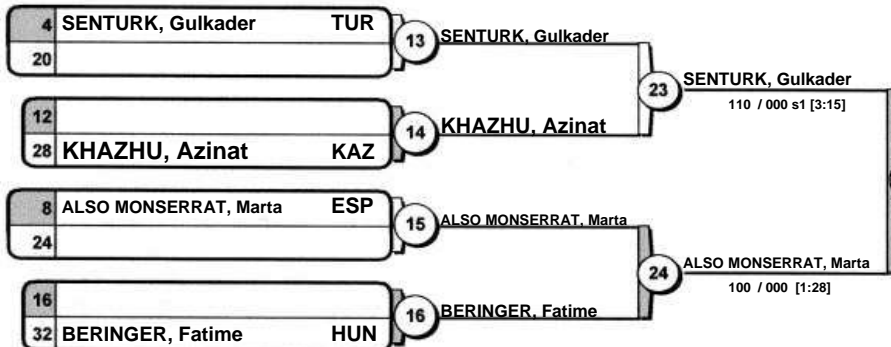 4 SENTURK, Gulkader TUR
20
13 SENTURK, Gulkader
12
28 KHAZHU, Azinat KAZ
14 KHAZHU, Azinat
23 SENTURK, Gulkader
110 / 000 s1 [3:15]
8 ALSO MONSERRAT, Marta ESP
24
15 ALSO MONSERRAT, Marta
16
32 BERINGER, Fatime HUN
16 BERINGER, Fatime
24 ALSO MONSERRAT, Marta
100 / 000 [1:28]